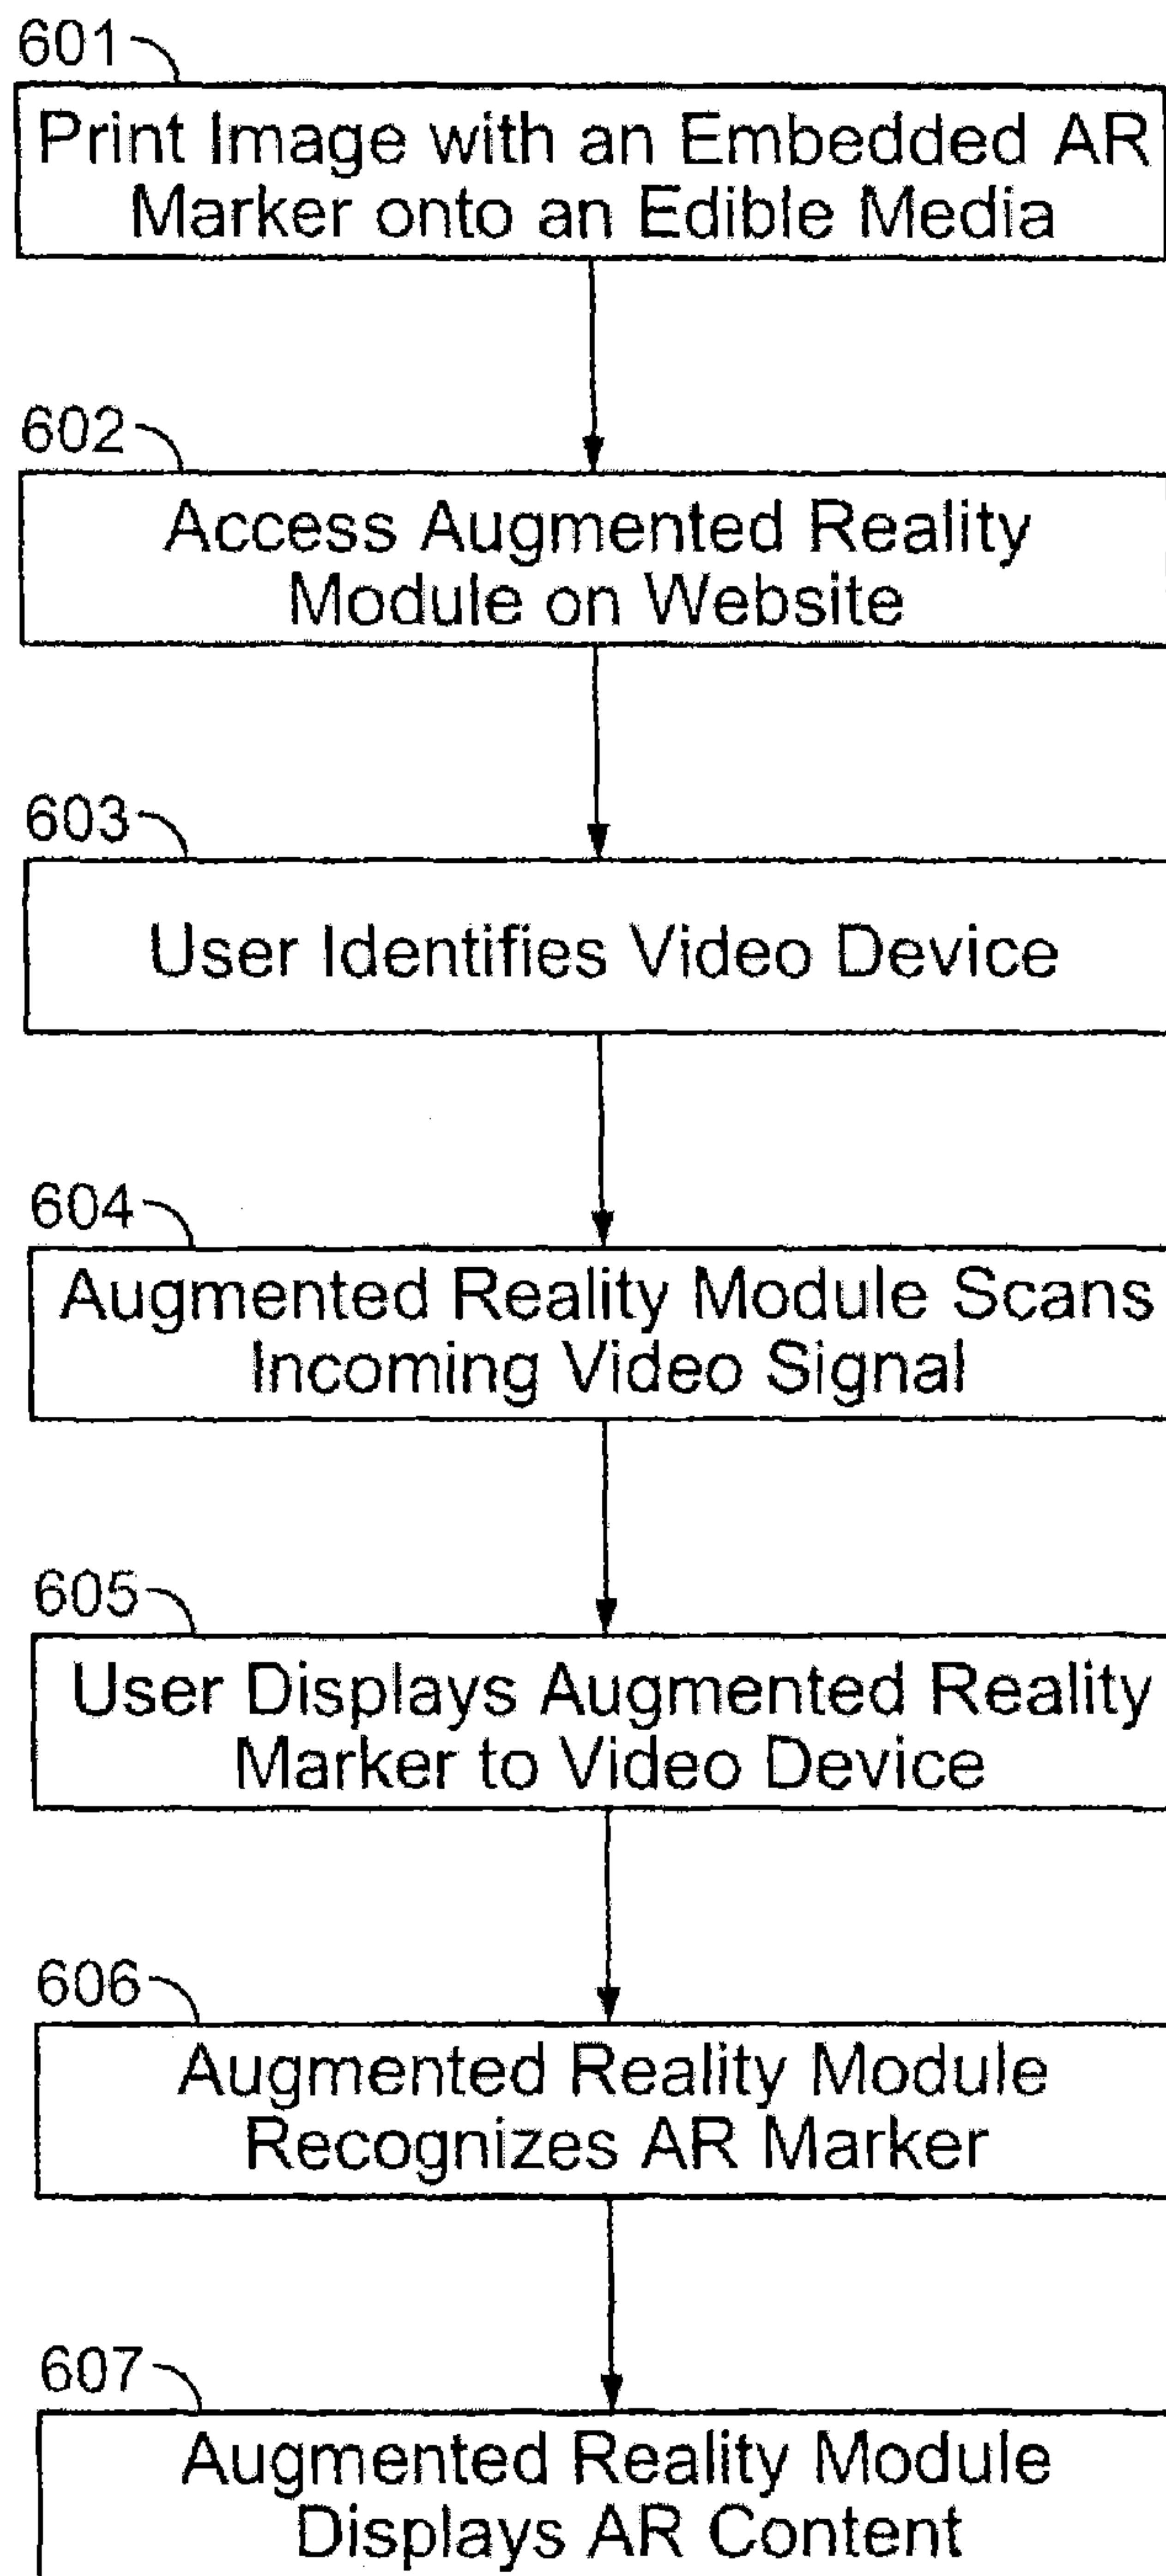 601
Print Image with an Embedded AR
Marker onto an Edible Media
602
Access Augmented Reality
Module on Website
603
User Identifies Video Device
604
Augmented Reality Module Scans
Incoming Video Signal
605
User Displays Augmented Reality
Marker to Video Device
606
Augmented Reality Module
Recognizes AR Marker
607
Augmented Reality Module
Displays AR Content